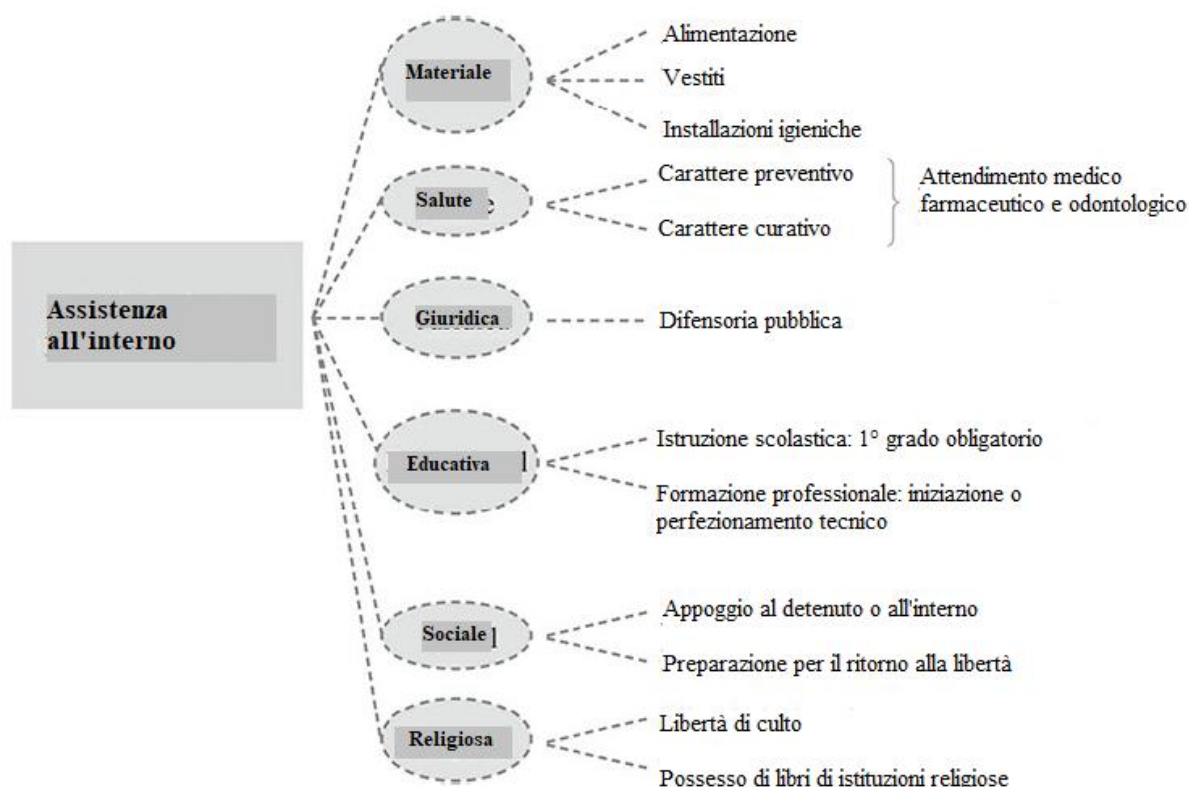 Assistenza
all'interno
Materiale
Alimentazione
Vestiti
Installazioni igieniche
Salute
Carattere preventivo
Carattere curativo
Attendimento medico
farmaceutico e odontologico
Giuridica
Difensoria pubblica
Educativa
Istruzione scolastica: 1° grado obligatorio
Formazione professionale: iniziazione o
perfezionamento tecnico
Sociale
Appoggio al detenuto o all'interno
Preparazione per il ritorno alla libertà
Religiosa
Libertà di culto
Possesso di libri di istituzioni religiose